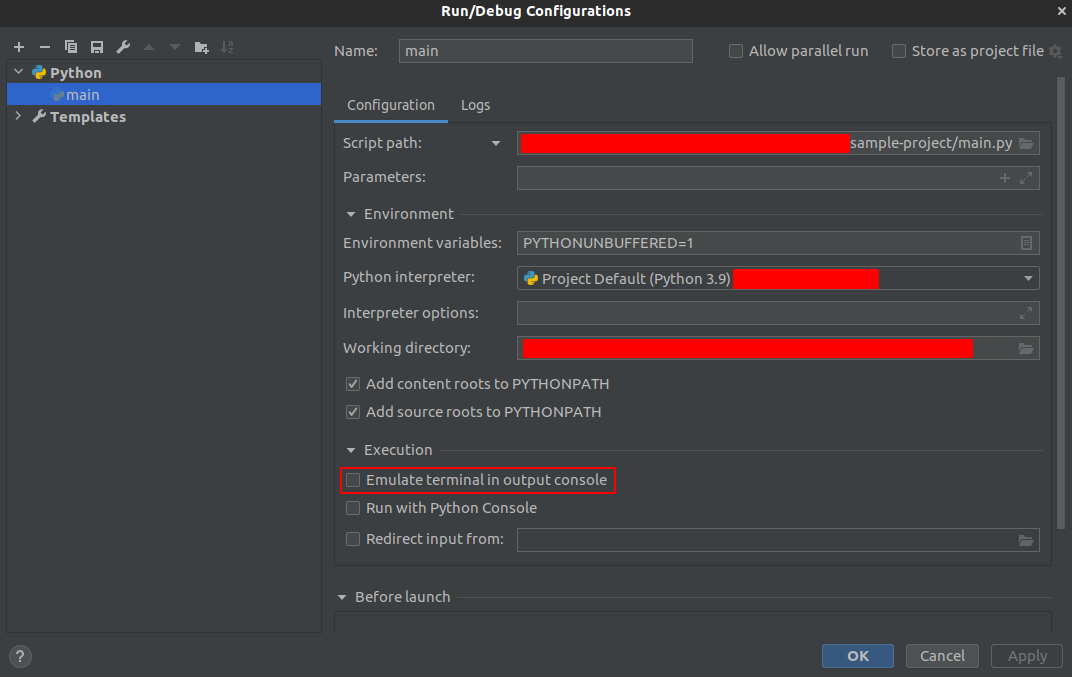 Run/Debug Configurations
Name: main
Allow parallel run
Store as project file
Python
main
Templates
Configuration Logs
Script path: sample-project/main.py
Parameters:
Environment
Environment variables: PYTHONUNBUFFERED=1
Python interpreter: Project Default (Python 3.9)
Interpreter options:
Working directory:
Add content roots to PYTHONPATH
Add source roots to PYTHONPATH
Execution
Emulate terminal in output console
Run with Python Console
Redirect input from:
Before launch
?
OK Cancel Apply